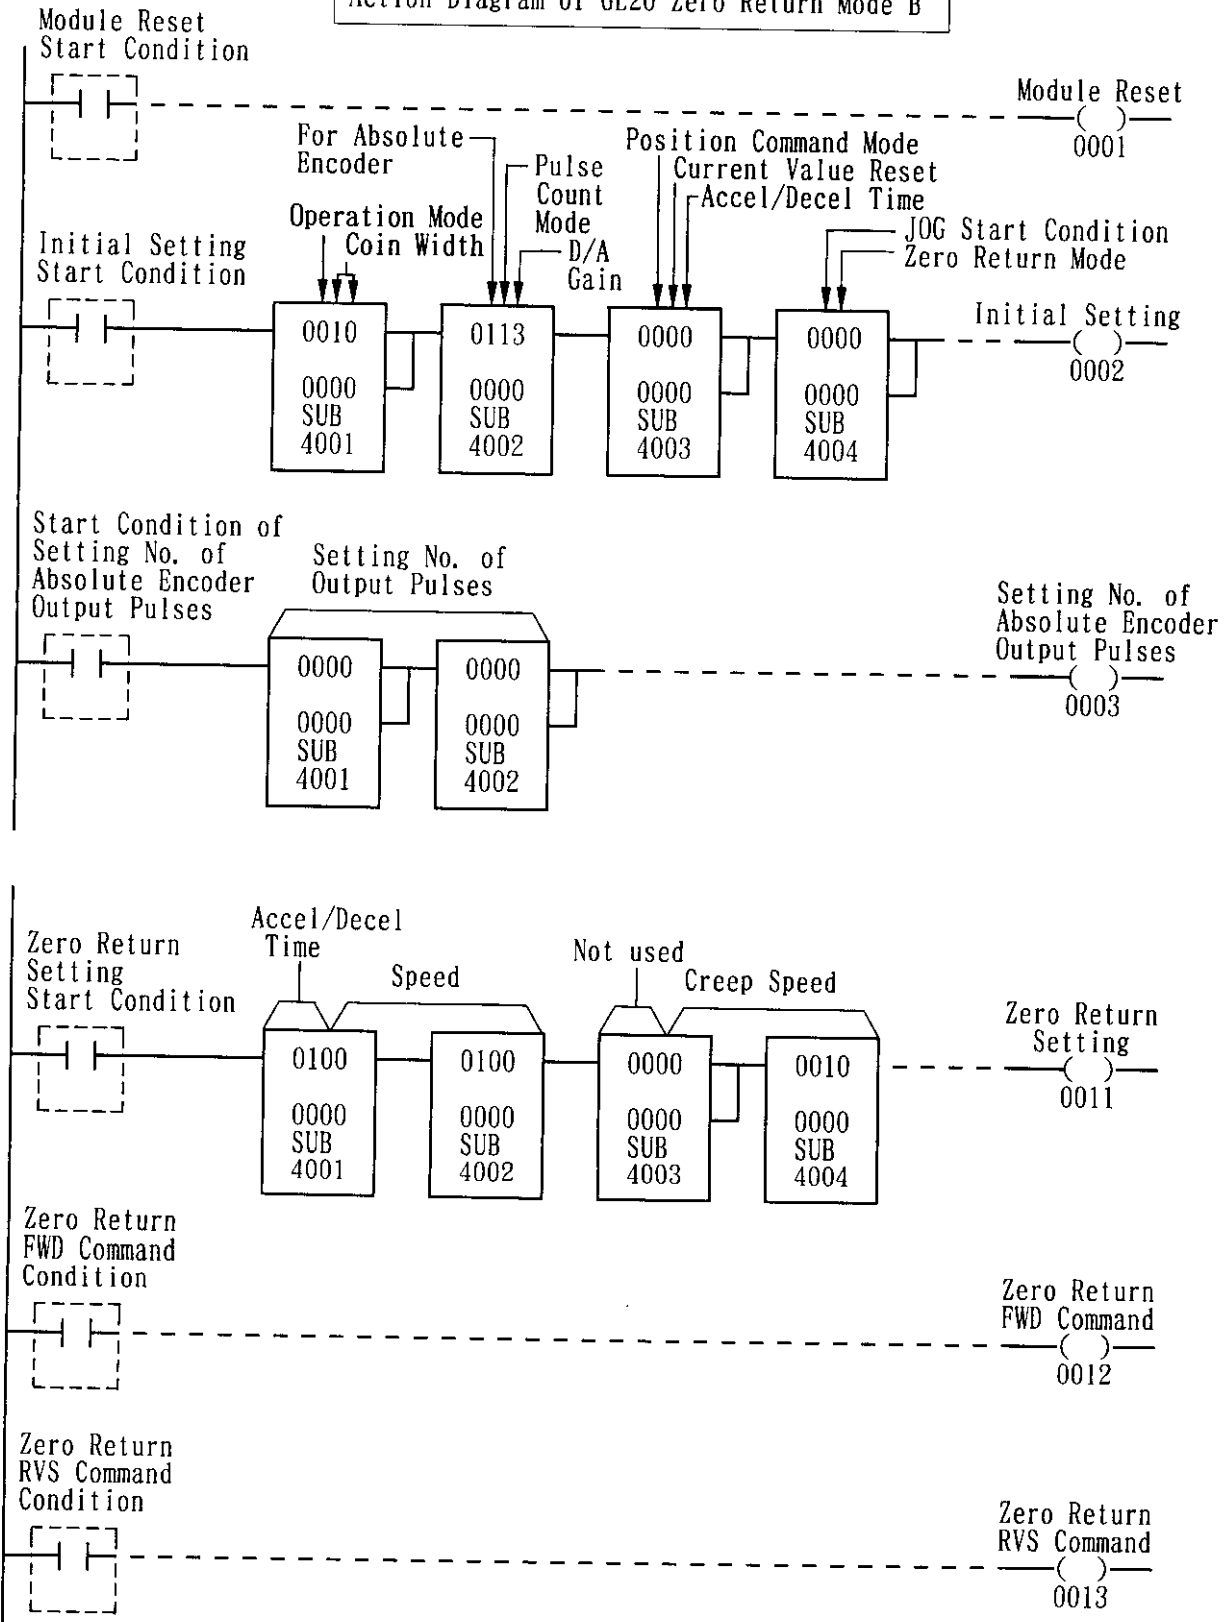 Action Diagram of GL20 Zero Return Mode B
Module Reset
Start Condition
Module Reset
0001
For Absolute
Encoder
Pulse
Count
Mode
D/A
Gain
Operation Mode
Coin Width
Position Command Mode
Current Value Reset
Accel/Decel Time
JOG Start Condition
Zero Return Mode
Initial Setting
Start Condition
0010
0000
SUB
4001
0113
0000
SUB
4002
0000
0000
SUB
4003
0000
0000
SUB
4004
Initial Setting
0002
Start Condition of
Setting No. of
Absolute Encoder
Output Pulses
Setting No. of
Output Pulses
0000
0000
SUB
4001
0000
0000
SUB
4002
Setting No. of
Absolute Encoder
Output Pulses
0003
Zero Return
Setting
Start Condition
Accel/Decel
Time
Speed
Not used
Creep Speed
0100
0000
SUB
4001
0100
0000
SUB
4002
0000
0000
SUB
4003
0010
0000
SUB
4004
Zero Return
Setting
0011
Zero Return
FWD Command
Condition
Zero Return
FWD Command
0012
Zero Return
RVS Command
Condition
Zero Return
RVS Command
0013